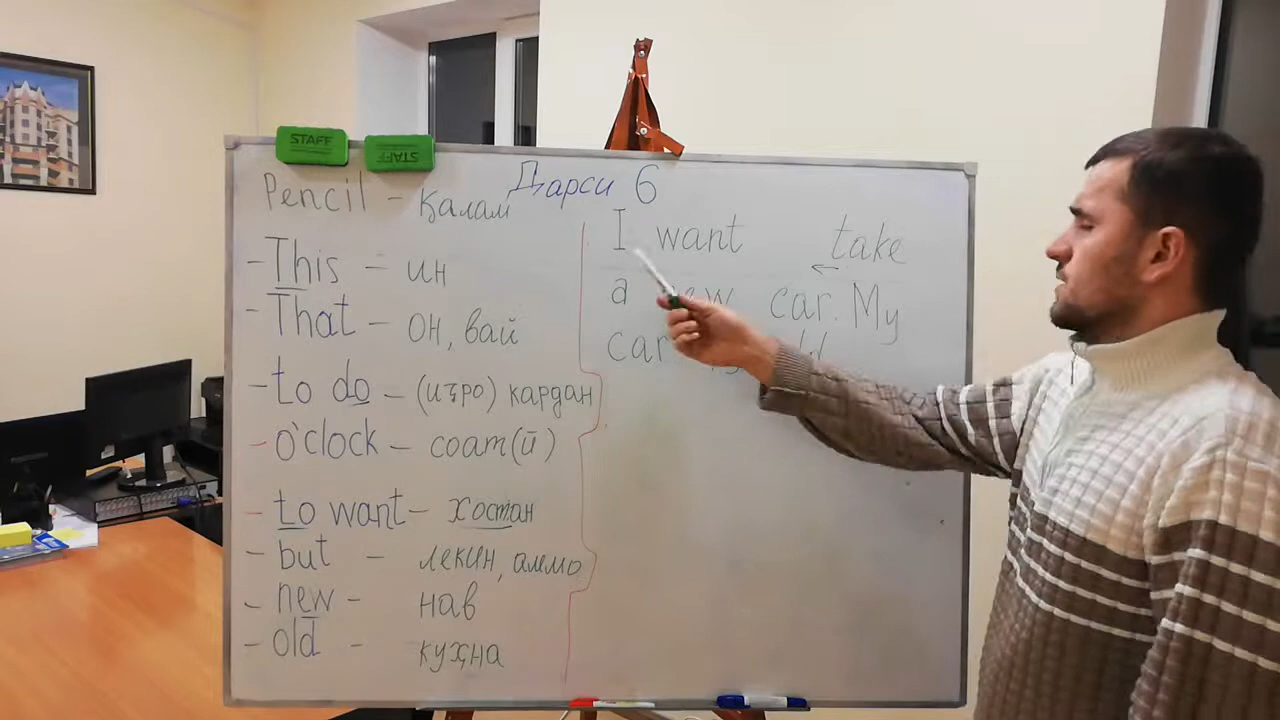 STAFF STAFF
Дарси 6
Pencil - Қалам
- This - ин
- That - он, вай
- to do - (иҷро) кардан
- o'clock - соат(ӣ)
- to want - хостан
- but - лекин, аммо
- new - нав
- old - куҳна
I want take
a car. My
car